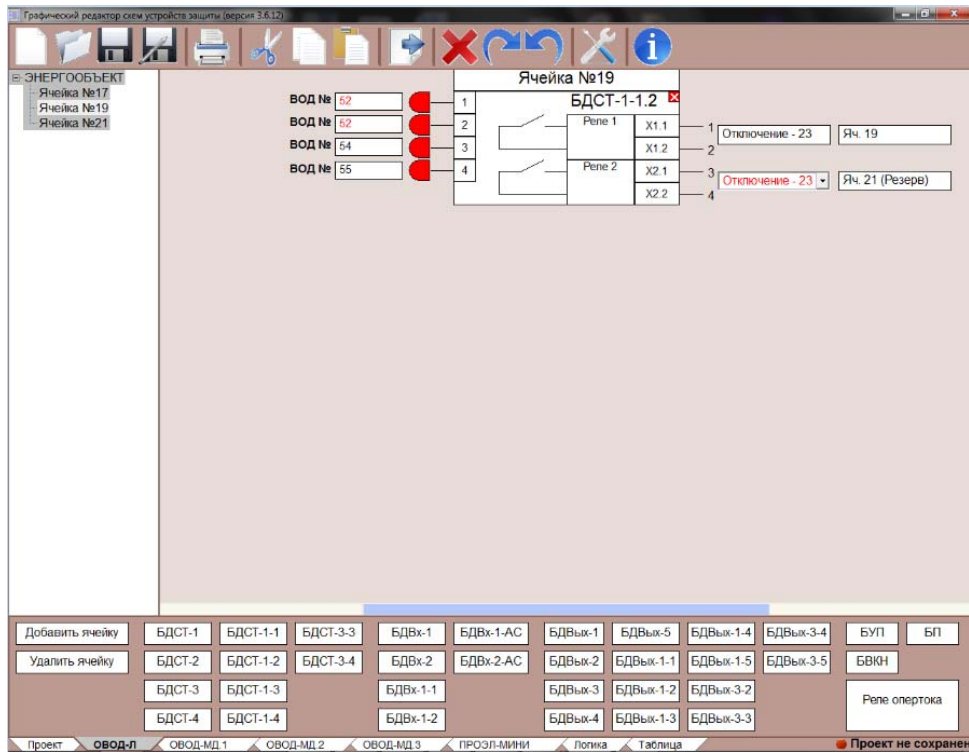 Графический редактор схем устройств защиты (версия 3.6.12)
ЭНЕРГООБЪЕКТ
Ячейка №17
Ячейка №19
Ячейка №21
Ячейка №19
БДСТ-1-1.2
ВОД № 52 1
ВОД № 52 2
ВОД № 54 3
ВОД № 55 4
Реле 1 X1.1 1
X1.2 2
Отключение - 23 Яч. 19
Реле 2 X2.1 3
X2.2 4
Отключение - 23 Яч. 21 (Резерв)
Добавить ячейку БДСТ-1 БДСТ-1-1 БДСТ-3-3 БДВх-1 БДВх-1-АС БДВых-1 БДВых-5 БДВых-1-4 БДВых-3-4 БУП БП
Удалить ячейку БДСТ-2 БДСТ-1-2 БДСТ-3-4 БДВх-2 БДВх-2-АС БДВых-2 БДВых-1-1 БДВых-1-5 БДВых-3-5 БВКН
БДСТ-3 БДСТ-1-3 БДВх-1-1 БДВых-3 БДВых-1-2 БДВых-3-2 Реле опертока
БДСТ-4 БДСТ-1-4 БДВх-1-2 БДВых-4 БДВых-1-3 БДВых-3-3
Проект ОВОД-Л ОВОД-МД.1 ОВОД-МД.2 ОВОД-МД.3 ПРОЭЛ-МИНИ Логика Таблица Проект не сохранен